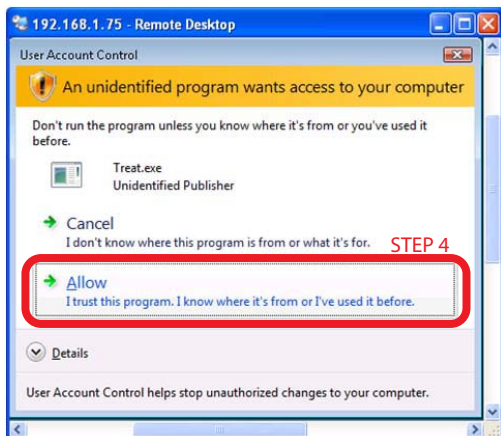 192.168.1.75 - Remote Desktop
User Account Control
An unidentified program wants access to your computer
Don't run the program unless you know where it's from or you've used it
before.
Treat.exe
Unidentified Publisher
Cancel
I don't know where this program is from or what it's for.
STEP 4
Allow
I trust this program. I know where it's from or I've used it before.
Details
User Account Control helps stop unauthorized changes to your computer.